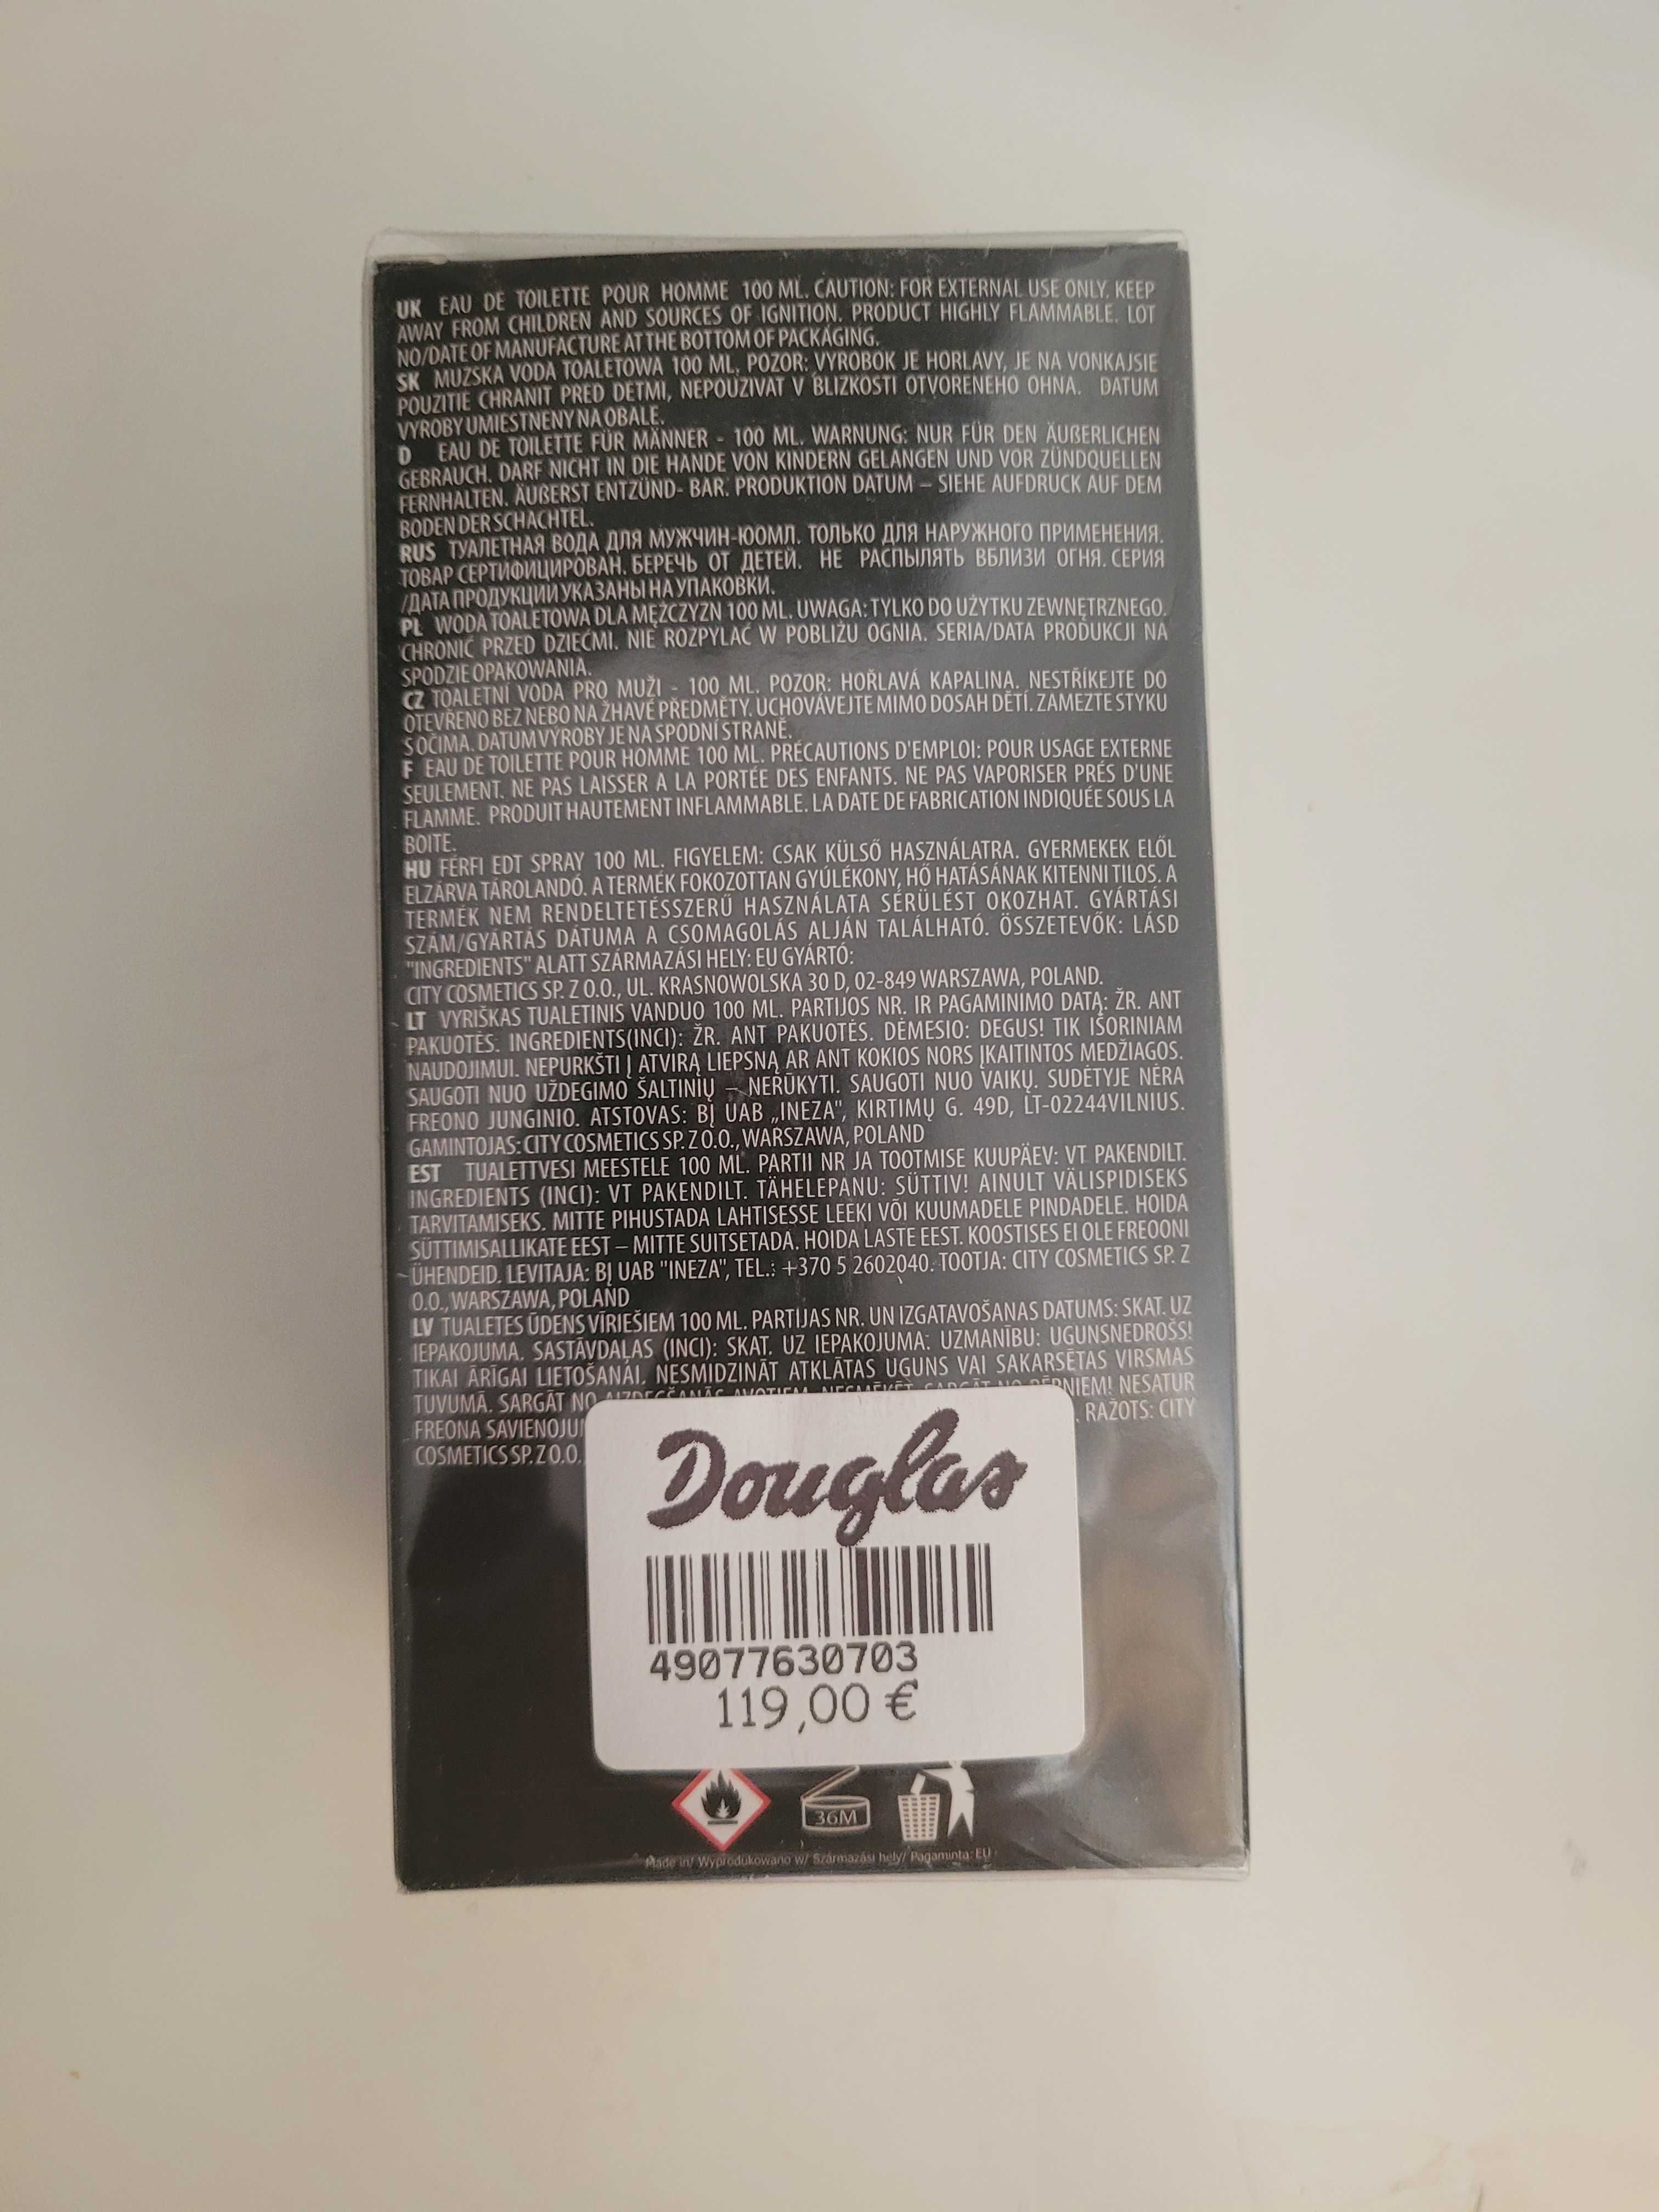 UK EAU DE TOILETTE POUR HOMME 100 ML. CAUTION: FOR EXTERNAL USE ONLY. KEEP
AWAY FROM CHILDREN AND SOURCES OF IGNITION. PRODUCT HIGHLY FLAMMABLE. LOT
NO/DATE OF MANUFACTURE AT THE BOTTOM OF PACKAGING.
SK MUZSKA VODA TOALETOWA 100 ML, POZOR: VYROBOK JE HORLAVY, JE NA VONKAJSIE
POUZITIE CHRANIT PRED DETMI, NEPOUZIVAT V BLIZKOSTI OTVORENEHO OHNA. DATUM
VYROBY UMIESTNENY NA OBALE.
D EAU DE TOILETTE FÜR MÄNNER - 100 ML. WARNUNG: NUR FÜR DEN ÄUßERLICHEN
GEBRAUCH. DARF NICHT IN DIE HANDE VON KINDERN GELANGEN UND VOR ZÜNDQUELLEN
FERNHALTEN. ÄUßERST ENTZÜND- BAR. PRODUKTION DATUM – SIEHE AUFDRUCK AUF DEM
BODEN DER SCHACHTEL.
RUS ТУАЛЕТНАЯ ВОДА ДЛЯ МУЖЧИН-ЮОМЛ. ТОЛЬКО ДЛЯ НАРУЖНОГО ПРИМЕНЕНИЯ.
ТОВАР СЕРТИФИЦИРОВАН. БЕРЕЧЬ ОТ ДЕТЕЙ. НЕ РАСПЫЛЯТЬ ВБЛИЗИ ОГНЯ. СЕРИЯ
/ДАТА ПРОДУКЦИИ УКАЗАНЫ НА УПАКОВКИ.
PL WODA TOALETOWA DLA MĘŻCZYZN 100 ML. UWAGA: TYLKO DO UŻYTKU ZEWNĘTRZNEGO.
CHRONIĆ PRZED DZIEĆMI. NIE ROZPYLAĆ W POBLIŻU OGNIA. SERIA/DATA PRODUKCJI NA
SPODZIE OPAKOWANIA.
CZ TOALETNÍ VODA PRO MUŽI - 100 ML. POZOR: HOŘLAVÁ KAPALINA. NESTŘÍKEJTE DO
OTEVŘENO BEZ NEBO NA ŽHAVÉ PŘEDMĚTY. UCHOVÁVEJTE MIMO DOSAH DĚTÍ. ZAMEZTE STYKU
S OČIMA. DATUM VÝROBY JE NA SPODNÍ STRANĚ.
F EAU DE TOILETTE POUR HOMME 100 ML. PRÉCAUTIONS D'EMPLOI: POUR USAGE EXTERNE
SEULEMENT. NE PAS LAISSER A LA PORTÉE DES ENFANTS. NE PAS VAPORISER PRÉS D'UNE
FLAMME. PRODUIT HAUTEMENT INFLAMMABLE. LA DATE DE FABRICATION INDIQUÉE SOUS LA
BOITE.
HU FÉRFI EDT SPRAY 100 ML. FIGYELEM: CSAK KÜLSŐ HASZNÁLATRA. GYERMEKEK ELŐL
ELZÁRVA TÁROLANDÓ. A TERMÉK FOKOZOTTAN GYÚLÉKONY, HŐ HATÁSÁNAK KITENNI TILOS. A
TERMÉK NEM RENDELTETÉSSZERŰ HASZNÁLATA SÉRÜLÉST OKOZHAT. GYÁRTÁSI
SZÁM/GYÁRTÁS DÁTUMA A CSOMAGOLÁS ALJÁN TALÁLHATÓ. ÖSSZETEVŐK: LÁSD
"INGREDIENTS" ALATT SZÁRMAZÁSI HELY: EU GYÁRTÓ:
CITY COSMETICS SP. Z O.O., UL. KRASNOWOLSKA 30 D, 02-849 WARSZAWA, POLAND.
LT VYRIŠKAS TUALETINIS VANDUO 100 ML. PARTIJOS NR. IR PAGAMINIMO DATĄ: ŽR. ANT
PAKUOTĖS. INGREDIENTS(INCI): ŽR. ANT PAKUOTĖS. DĖMESIO: DEGUS! TIK IŠORINIAM
NAUDOJIMUI. NEPURKŠTI Į ATVIRĄ LIEPSNĄ AR ANT KOKIOS NORS ĮKAITINTOS MEDŽIAGOS.
SAUGOTI NUO UŽDEGIMO ŠALTINIŲ – NERŪKYTI. SAUGOTI NUO VAIKŲ. SUDĖTYJE NĖRA
FREONO JUNGINIO. ATSTOVAS: BĮ UAB „INEZA", KIRTIMŲ G. 49D, LT-02244VILNIUS.
GAMINTOJAS: CITY COSMETICS SP. Z O.O., WARSZAWA, POLAND
EST TUALETTVESI MEESTELE 100 ML. PARTII NR JA TOOTMISE KUUPÄEV: VT PAKENDILT.
INGREDIENTS (INCI): VT PAKENDILT. TÄHELEPANU: SÜTTIV! AINULT VÄLISPIDISEKS
TARVITAMISEKS. MITTE PIHUSTADA LAHTISESSE LEEKI VÕI KUUMADELE PINDADELE. HOIDA
SÜTTIMISALLIKATE EEST – MITTE SUITSETADA. HOIDA LASTE EEST. KOOSTISES EI OLE FREOONI
ÜHENDEID. LEVITAJA: BĮ UAB "INEZA", TEL.: +370 5 2602040. TOOTJA: CITY COSMETICS SP. Z
O.O., WARSZAWA, POLAND
LV TUALETES ŪDENS VĪRIEŠIEM 100 ML. PARTIJAS NR. UN IZGATAVOŠANAS DATUMS: SKAT. UZ
IEPAKOJUMA. SASTĀVDAĻAS (INCI): SKAT. UZ IEPAKOJUMA. UZMANĪBU: UGUNSNEDROŠS!
TIKAI ĀRĪGAI LIETOŠANAI. NESMIDZINĀT ATKLĀTAS UGUNS VAI SAKARSĒTAS VIRSMAS
TUVUMĀ. SARGĀT NO AIZDEGŠANĀS AVOTIEM. NESMĒĶĒT. SARGĀT NO BĒRNIEM! NESATUR
FREONA SAVIENOJU . RAŽOTS: CITY
COSMETICS SP. Z O.O.
Douglas
49077630703
119,00 €
36M
Made in/ Wyprodukowano w/ Származási hely/ Pagaminta: EU